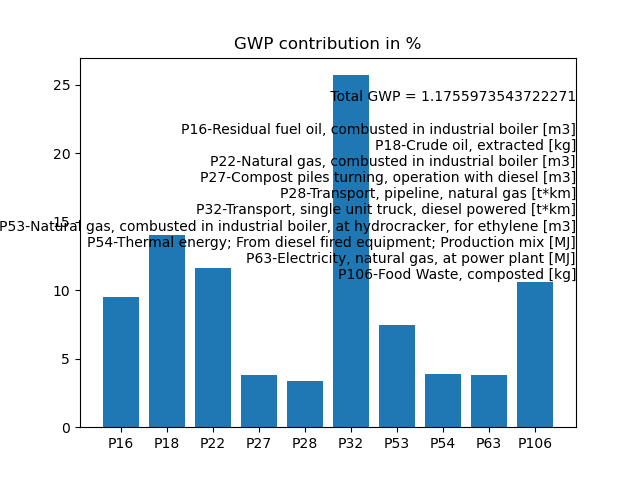 GWP contribution in %
25
Total GWP = 1.1755973543722271
P16-Residual fuel oil, combusted in industrial boiler [m3]
P18-Crude oil, extracted [kg]
20
P22-Natural gas, combusted in industrial boiler [m3]
P27-Compost piles turning, operation with diesel [m3]
P28-Transport, pipeline, natural gas [t*km]
P32-Transport, single unit truck, diesel powered [t*km]
15
P53-Natural gas, combusted in industrial boiler, at hydrocracker, for ethylene [m3]
P54-Thermal energy; From diesel fired equipment; Production mix [MJ]
P63-Electricity, natural gas, at power plant [MJ]
P106-Food Waste, composted [kg]
10
5
0
P16 P18 P22 P27 P28 P32 P53 P54 P63 P106